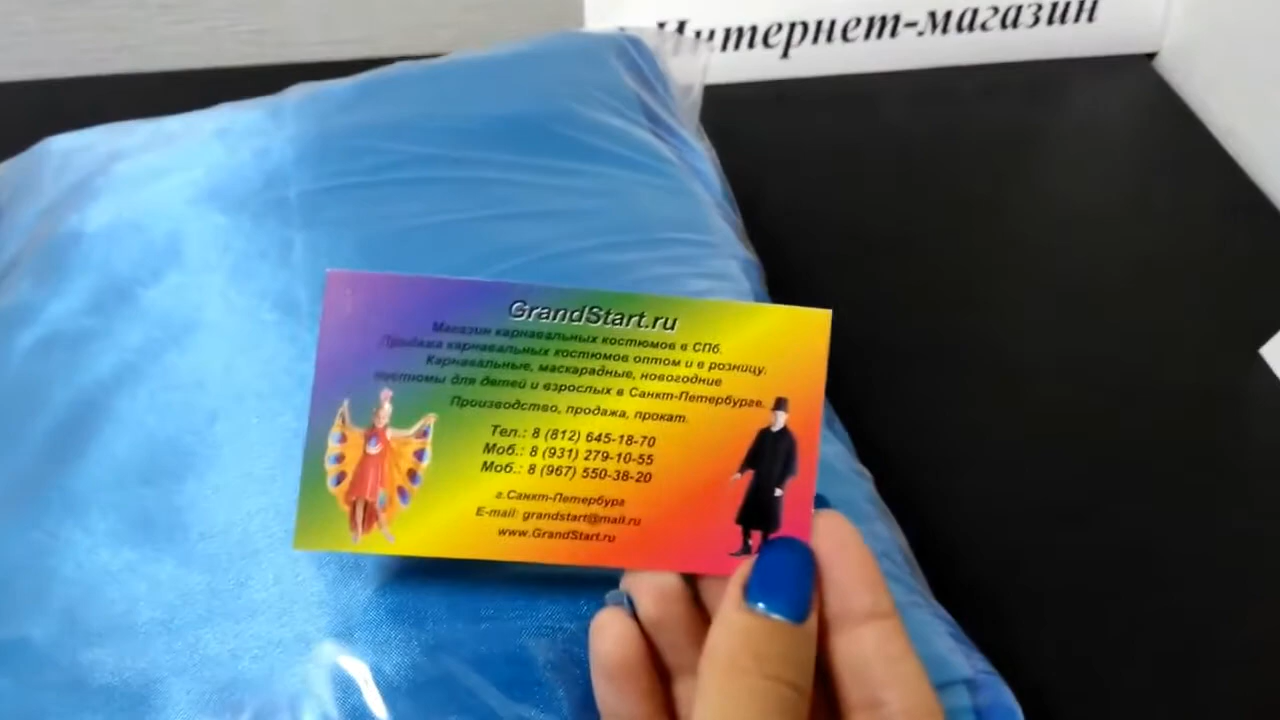 Интернет-магазин
GrandStart.ru
Магазин карнавальных костюмов в СПб.
Продажа карнавальных костюмов оптом и в розницу.
Карнавальные, маскарадные, новогодние
костюмы для детей и взрослых в Санкт-Петербурге.
Производство, продажа, прокат.
Тел.: 8 (812) 645-18-70
Моб.: 8 (931) 279-10-55
Моб.: 8 (967) 550-38-20
г.Санкт-Петербург
E-mail: grandstart@mail.ru
www.GrandStart.ru